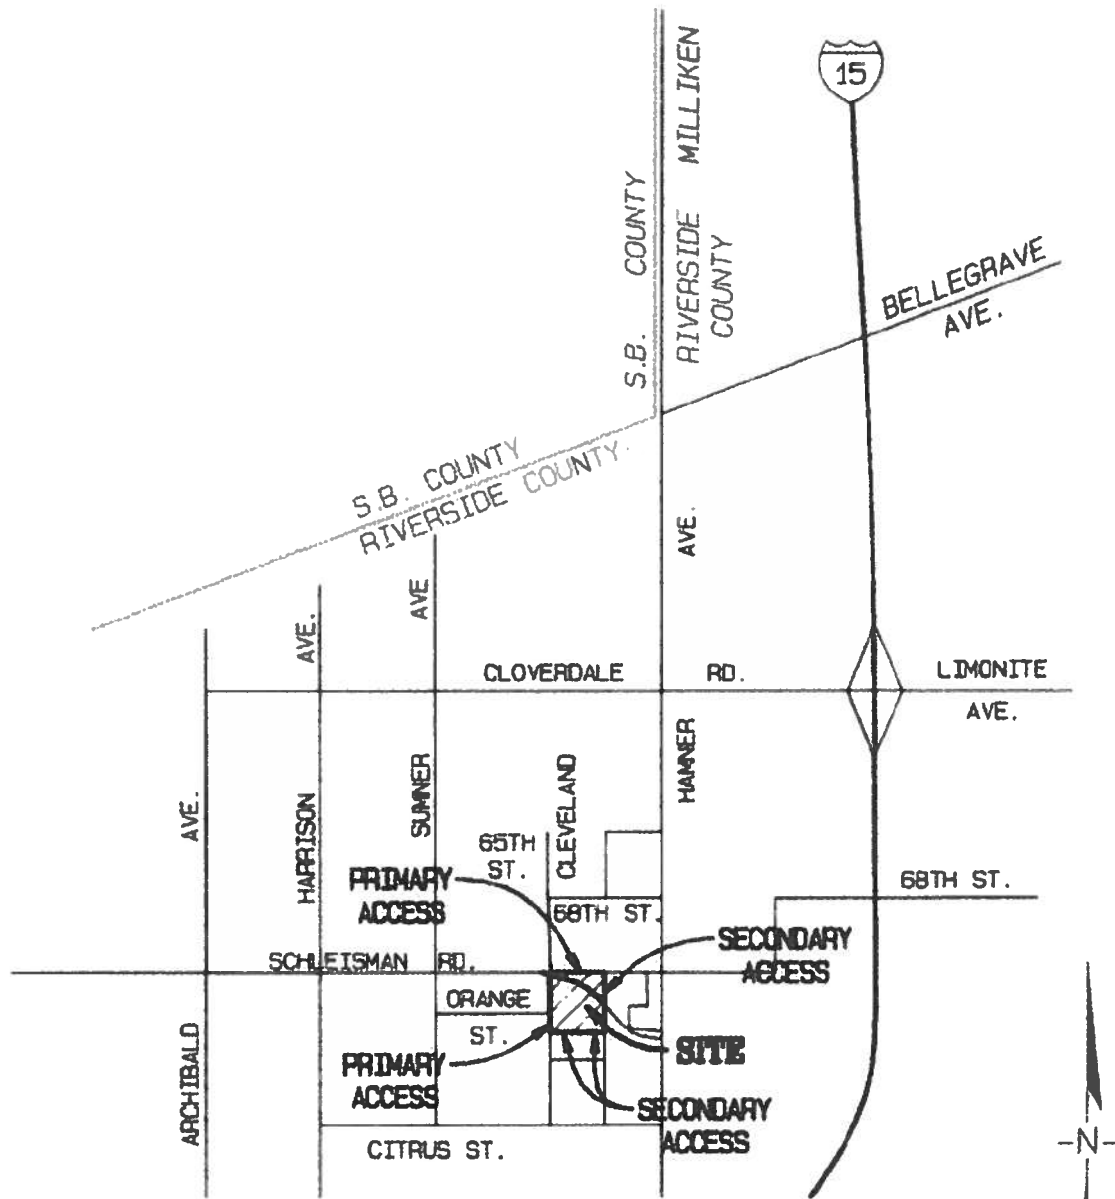 15
MILLIKEN
S.B. COUNTY
RIVERSIDE
COUNTY
BELLEGRAVE
AVE.
S.B. COUNTY
RIVERSIDE COUNTY
AVE.
AVE
AVE.
CLOVERDALE RD.
LIMONITE
AVE.
HAMNER
CLEVELAND
SUMNER
HARRISON
AVE.
65TH
ST.
PRIMARY
ACCESS
68TH ST.
68TH ST.
SECONDARY
ACCESS
SCHLEISMAN RD.
ORANGE
ST.
SITE
PRIMARY
ACCESS
ARCHIBALD
SECONDARY
ACCESS
CITRUS ST.
-N-